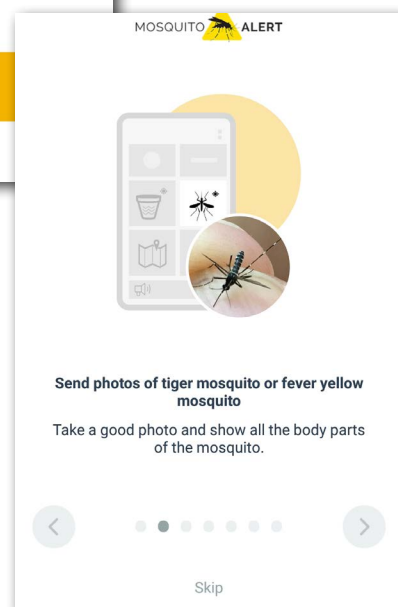 MOSQUITO ALERT
Send photos of tiger mosquito or fever yellow
mosquito
Take a good photo and show all the body parts
of the mosquito.
Skip